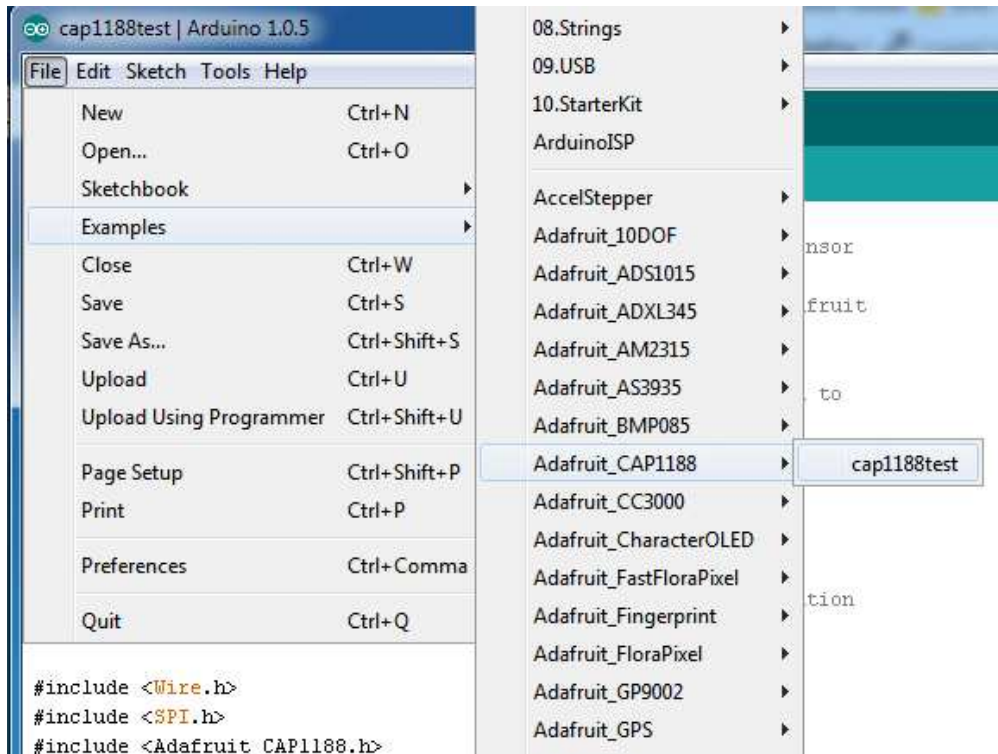 cap1188test | Arduino 1.0.5
File Edit Sketch Tools Help
New Ctrl+N
Open... Ctrl+O
Sketchbook
Examples
Close Ctrl+W
Save Ctrl+S
Save As... Ctrl+Shift+S
Upload Ctrl+U
Upload Using Programmer Ctrl+Shift+U
Page Setup Ctrl+Shift+P
Print Ctrl+P
Preferences Ctrl+Comma
Quit Ctrl+Q
08.Strings
09.USB
10.StarterKit
ArduinoISP
AccelStepper
Adafruit_10DOF
Adafruit_ADS1015
Adafruit_ADXL345
Adafruit_AM2315
Adafruit_AS3935
Adafruit_BMP085
Adafruit_CAP1188
Adafruit_CC3000
Adafruit_CharacterOLED
Adafruit_FastFloraPixel
Adafruit_Fingerprint
Adafruit_FloraPixel
Adafruit_GP9002
Adafruit_GPS
cap1188test
nsor
fruit
to
tion
#include <Wire.h>
#include <SPI.h>
#include <Adafruit_CAP1188.h>